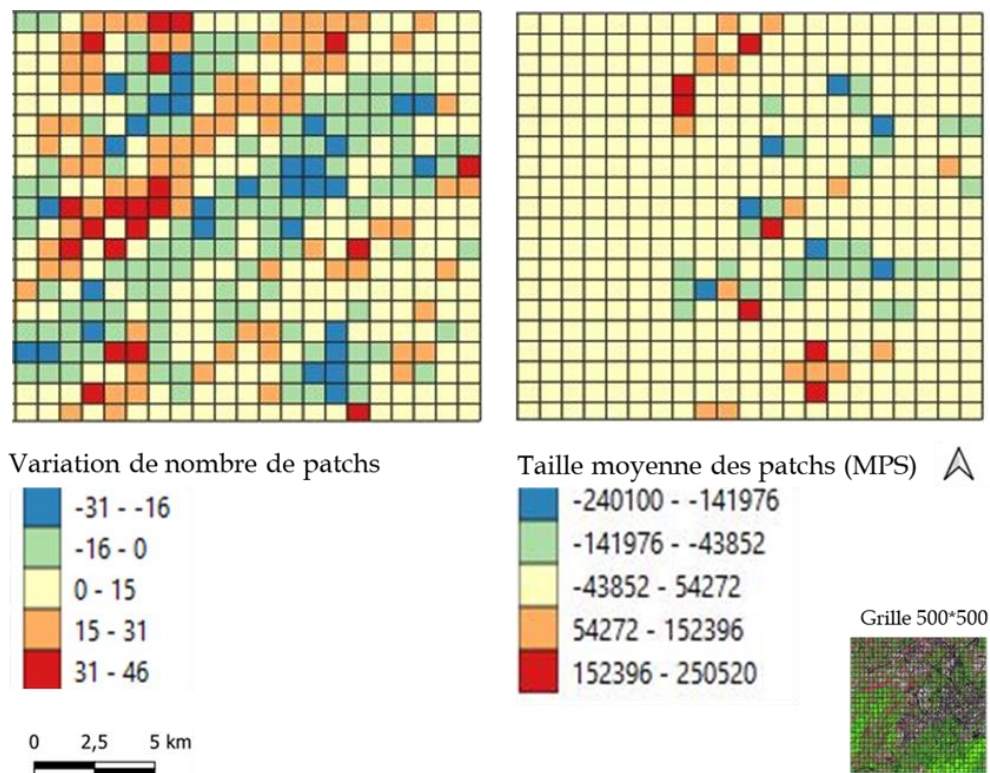 Variation de nombre de patchs
-31 - -16
-16 - 0
0 - 15
15 - 31
31 - 46
0 2,5 5 km
Taille moyenne des patchs (MPS)
-240100 - -141976
-141976 - -43852
-43852 - 54272
54272 - 152396
152396 - 250520
Grille 500*500